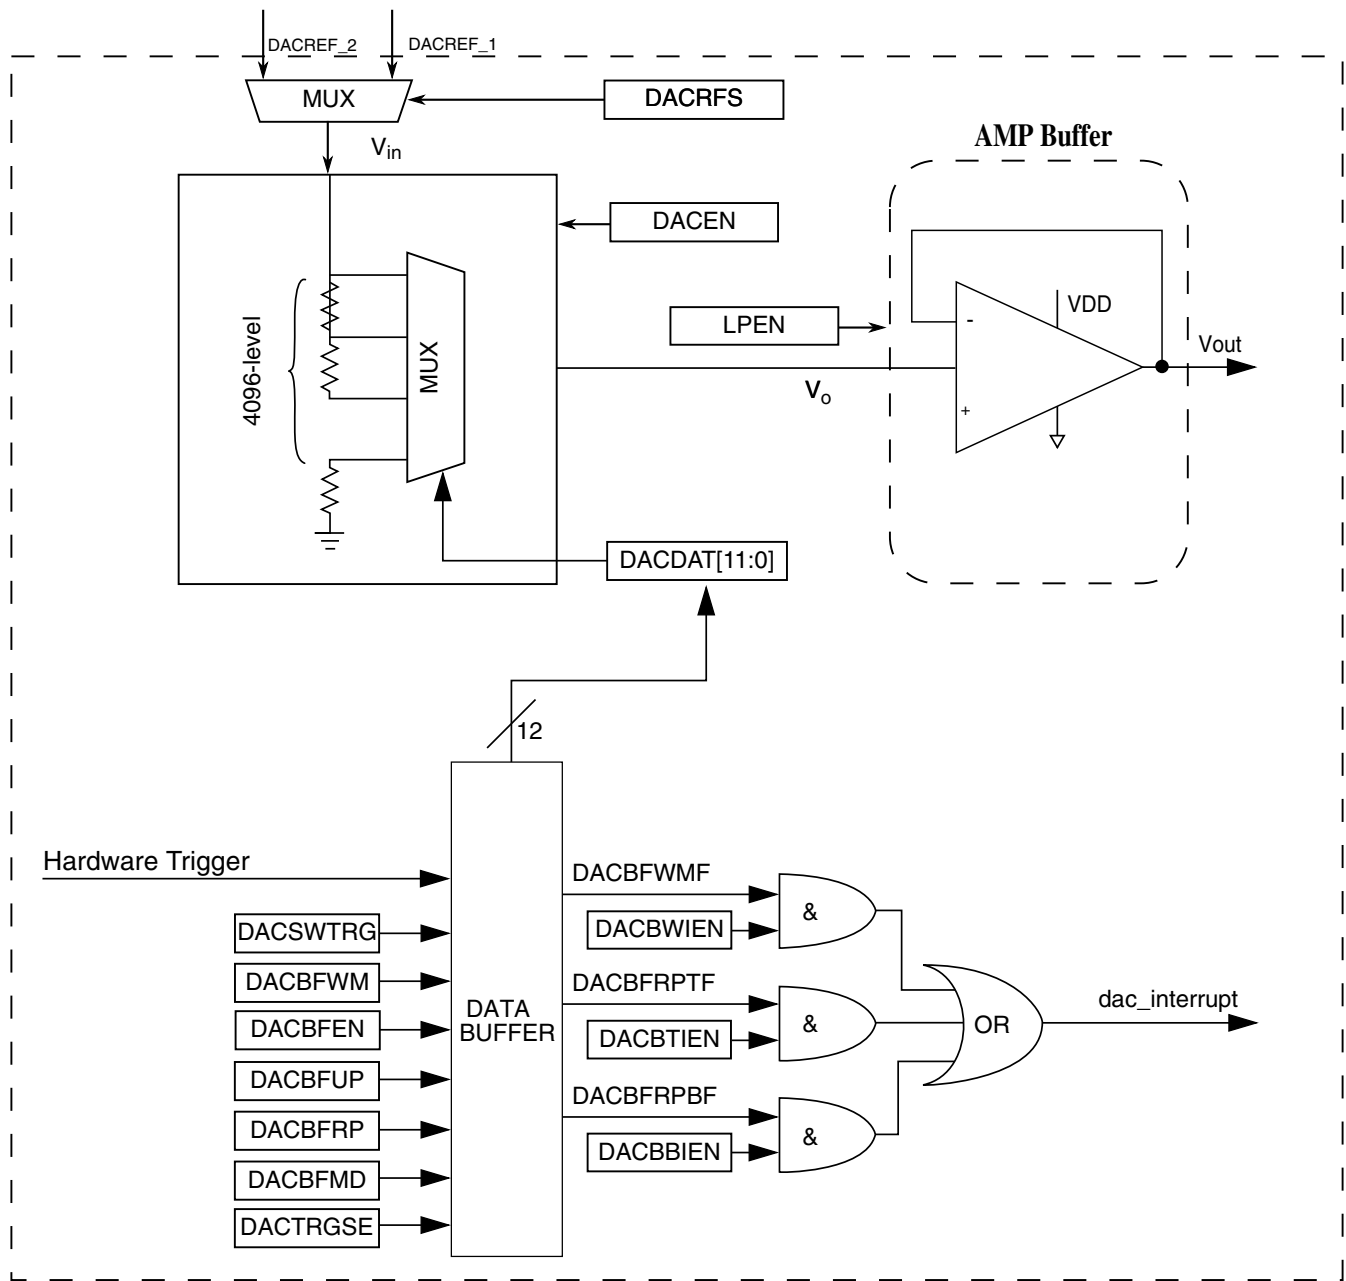 DACREF_2
DACREF_1
MUX
DACRFS
Vin
AMP Buffer
DACEN
LPEN
VDD
-
+
Vout
4096-level
MUX
Vo
DACDAT[11:0]
12
Hardware Trigger
DACSWTRG
DACBFWM
DACBFEN
DACBFUP
DACBFRP
DACBFMD
DACTRGSE
DATA
BUFFER
DACBFWMF
DACBWIEN
&
DACBFRPTF
DACBTIEN
&
DACBFRPBF
DACBBIEN
&
OR
dac_interrupt